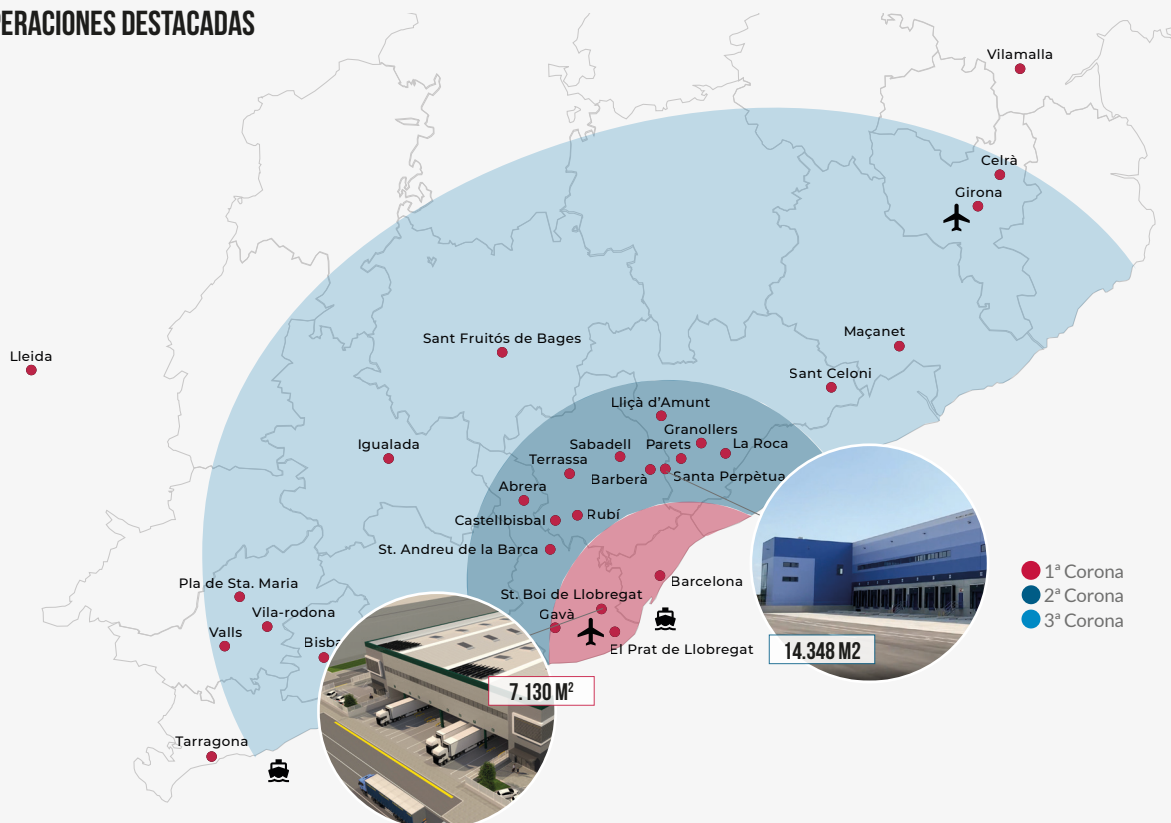 ERACIONES DESTACADAS
Vilamalla
Celrà
Girona
Maçanet
Sant Fruitós de Bages
Lleida
Sant Celoni
Lliçà d'Amunt
Granollers
Igualada
Sabadell
Parets
La Roca
Terrassa
Barberà
Santa Perpètua
Abrera
Castellbisbal
Rubí
St. Andreu de la Barca
Barcelona
1ª Corona
2ª Corona
3ª Corona
Pla de Sta. Maria
St. Boi de Llobregat
Vila-rodona
Gavà
Valls
Bisba
El Prat de Llobregat
14.348 M2
7.130 M²
Tarragona